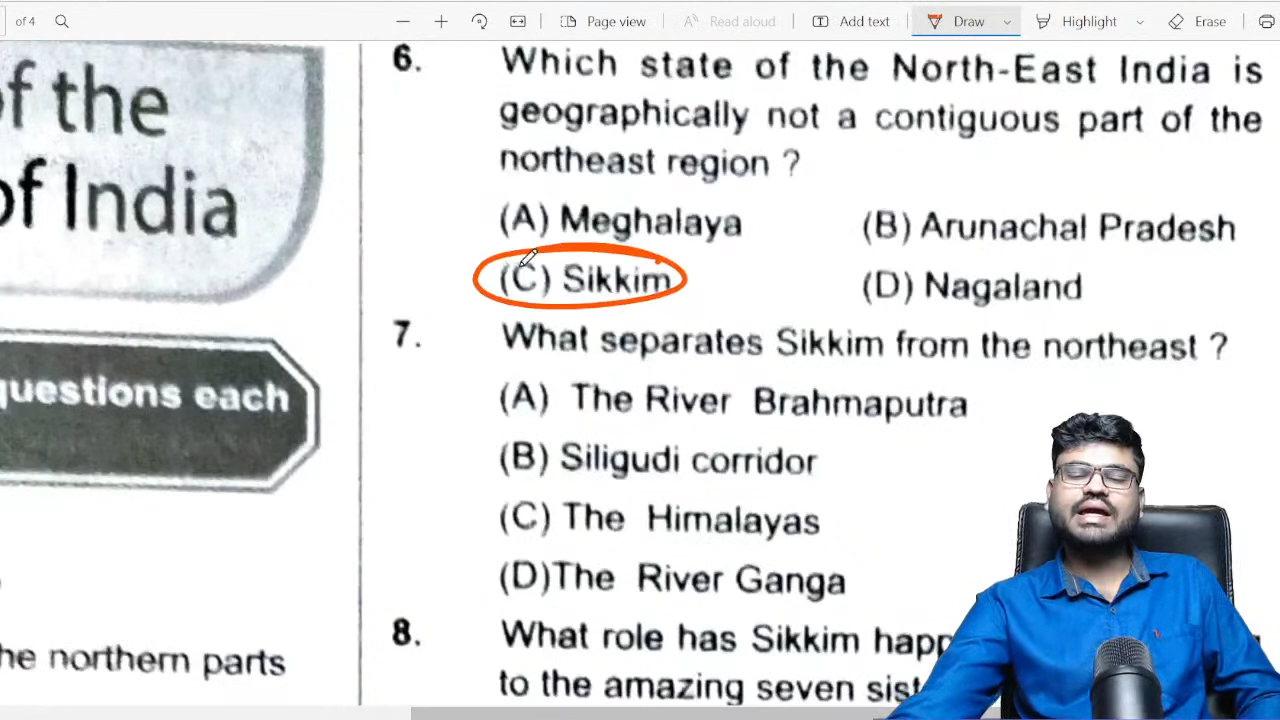 of 4
Page view
Read aloud
Add text
Draw
Highlight
Erase
f the
of India
questions each
he northern parts
6. Which state of the North-East India is
geographically not a contiguous part of the
northeast region ?
(A) Meghalaya (B) Arunachal Pradesh
(C) Sikkim (D) Nagaland
7. What separates Sikkim from the northeast ?
(A) The River Brahmaputra
(B) Siligudi corridor
(C) The Himalayas
(D)The River Ganga
8. What role has Sikkim
to the amazing seven